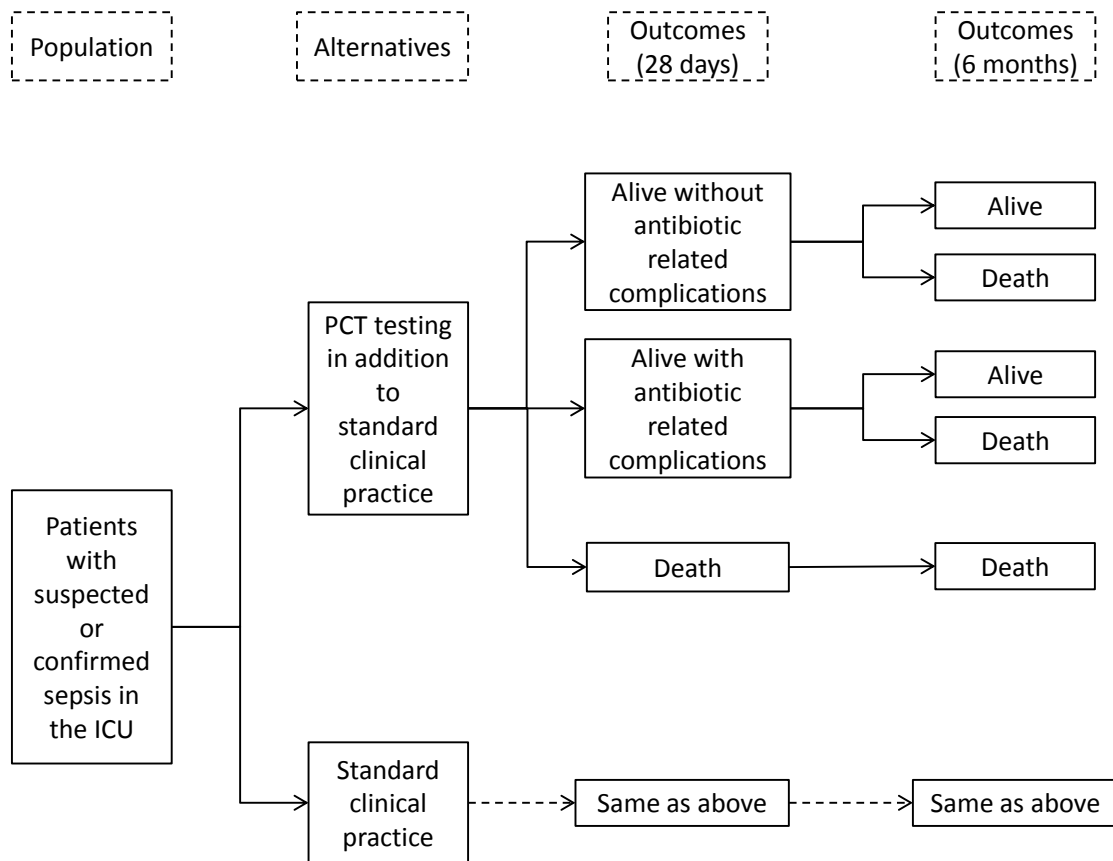 Population
Alternatives
Outcomes
(28 days)
Outcomes
(6 months)
Alive without
antibiotic
related
complications
Alive
Death
PCT testing
in addition
to
standard
clinical
practice
Alive with
antibiotic
related
complications
Alive
Death
Patients
with
suspected
or
confirmed
sepsis in
the ICU
Death
Death
Standard
clinical
practice
Same as above
Same as above